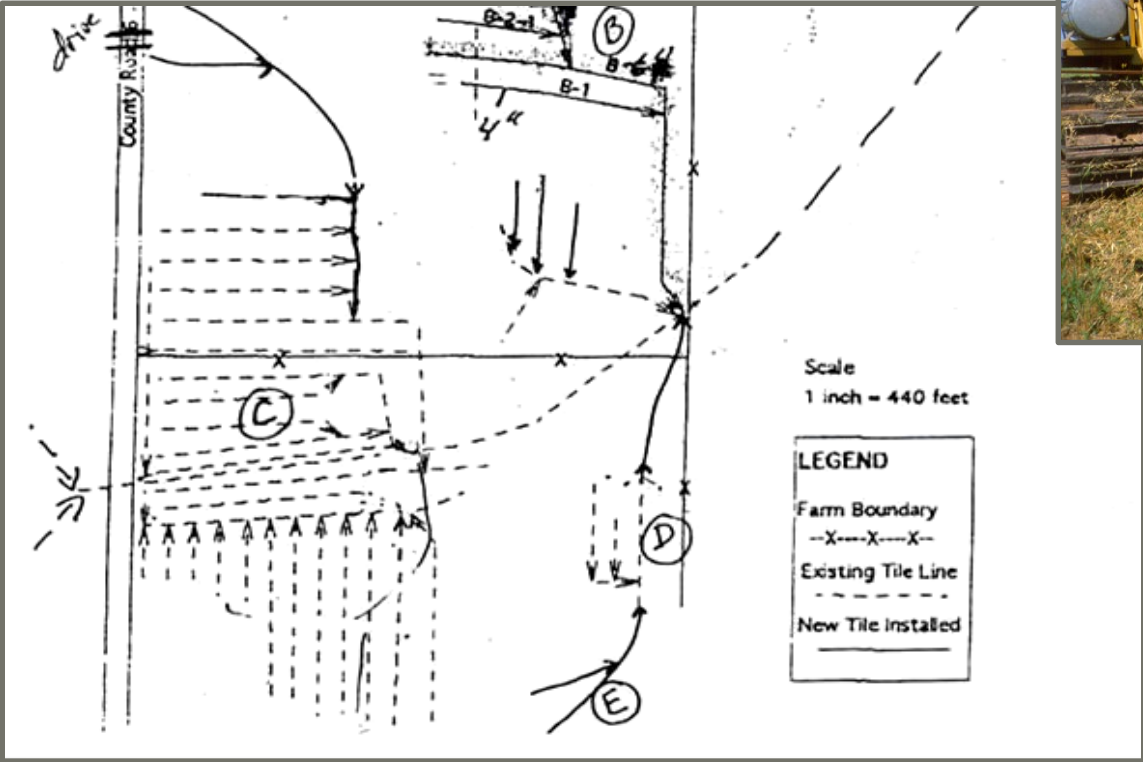 drive
County Road
B-2-1
B
B-1
4"
C
D
E
Scale
1 inch = 440 feet
LEGEND
Farm Boundary
--X----X----X--
Existing Tile Line
New Tile Installed